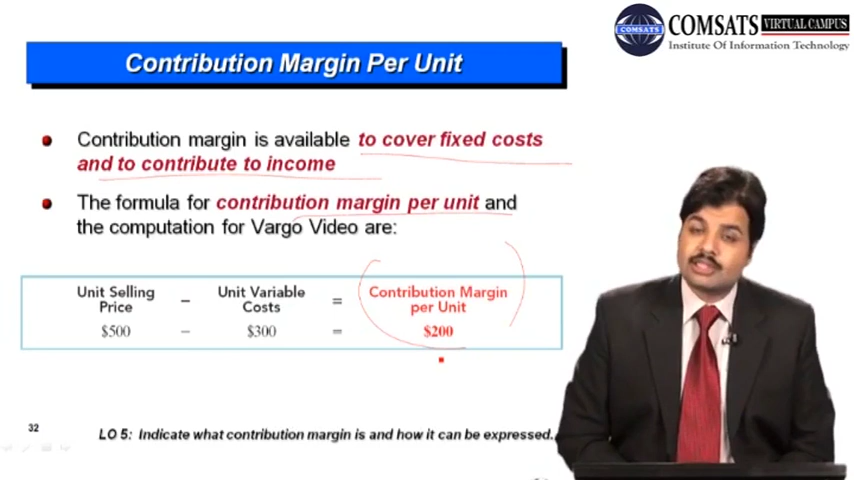 COMSATS VIRTUAL CAMPUS
Institute Of Information Technology
COMSATS
Contribution Margin Per Unit
Contribution margin is available to cover fixed costs
and to contribute to income
The formula for contribution margin per unit and
the computation for Vargo Video are:
Unit Selling Price – Unit Variable Costs = Contribution Margin per Unit
$500 – $300 = $200
32
LO 5: Indicate what contribution margin is and how it can be expressed.